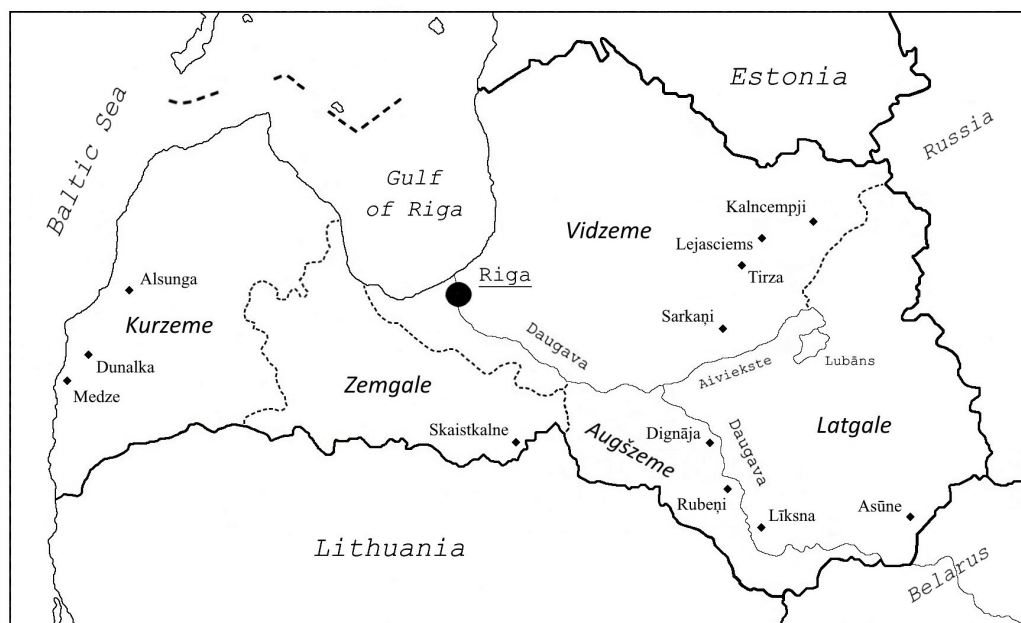 Estonia
Russia
Baltic Sea
Gulf
of Riga
Kalncempji
Vidzeme
Lejasciems
Tirza
Riga
Alsunga
Kurzeme
Sarkaņi
Daugava
Dunalka
Aiviekste
Lubāns
Medze
Zemgale
Skaistkalne
Dignāja
Daugava
Latgale
Augšzeme
Rubeņi
Līksna
Asūne
Lithuania
Belarus